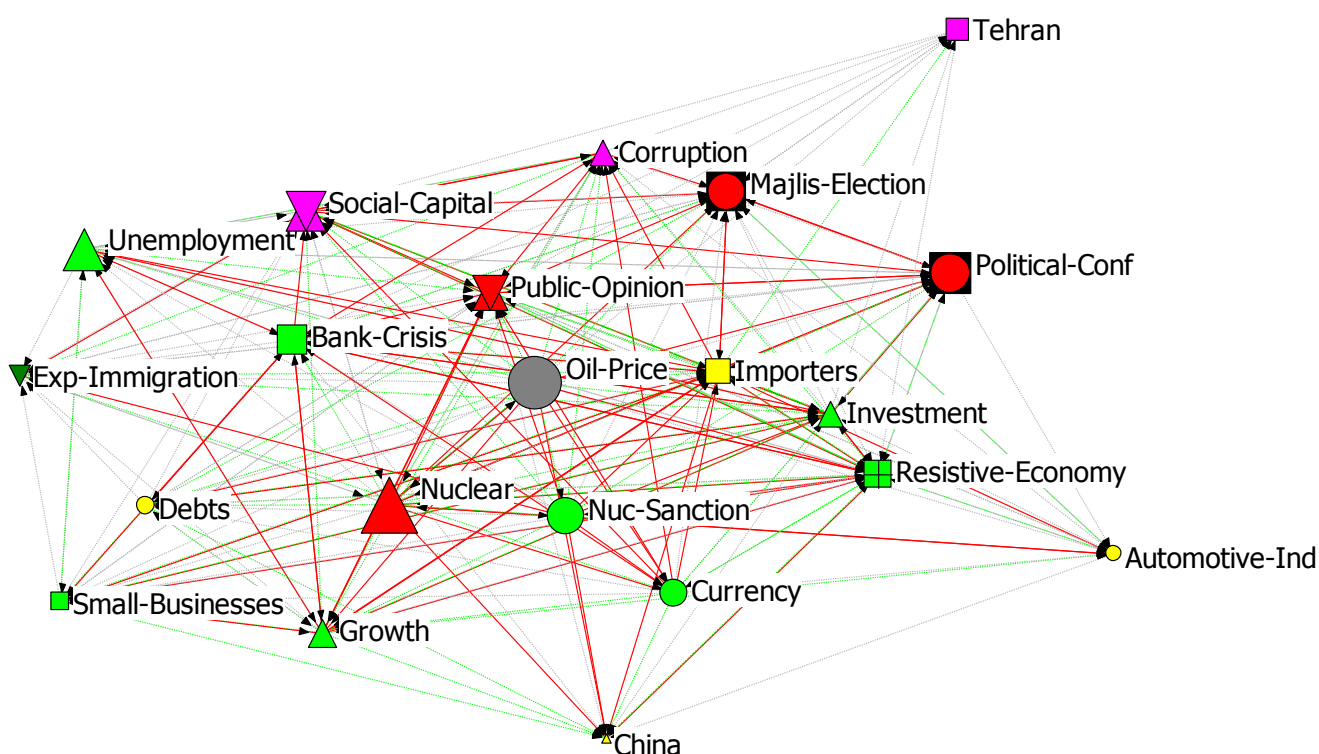 Tehran
Corruption
Majlis-Election
Social-Capital
Unemployment
Political-Conf
Public-Opinion
Bank-Crisis
Oil-Price
Importers
Exp-Immigration
Investment
Resistive-Economy
Nuclear
Debts
Nuc-Sanction
Automotive-Ind
Small-Businesses
Currency
Growth
China